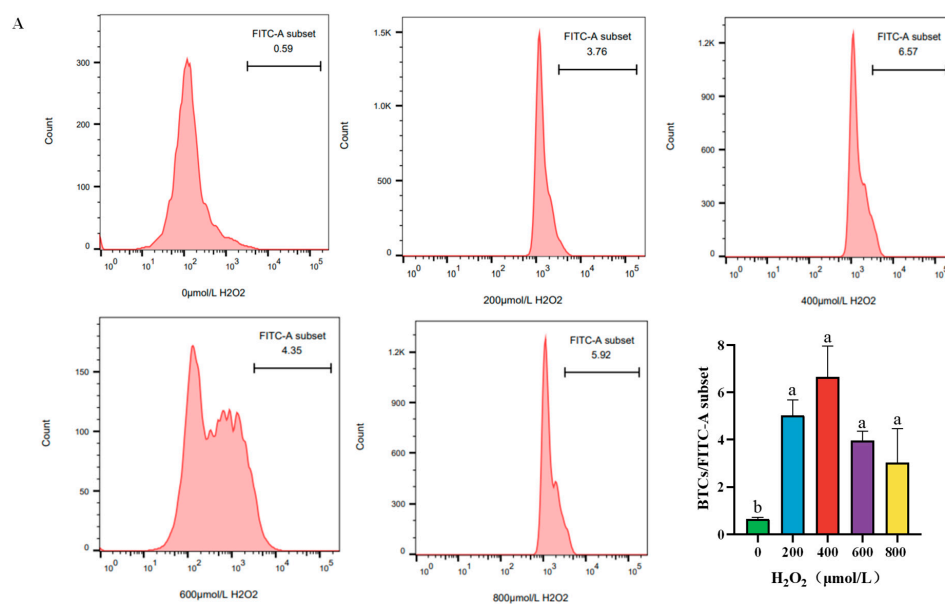 A
FITC-A subset
0.59
Count
300
200
100
0
10^0 10^1 10^2 10^3 10^4 10^5
0μmol/L H2O2
FITC-A subset
3.76
Count
1.5K
1.0K
500
0
10^0 10^1 10^2 10^3 10^4 10^5
200μmol/L H2O2
FITC-A subset
6.57
Count
1.2K
900
600
300
0
10^0 10^1 10^2 10^3 10^4 10^5
400μmol/L H2O2
FITC-A subset
4.35
Count
150
100
50
0
10^0 10^1 10^2 10^3 10^4 10^5
600μmol/L H2O2
FITC-A subset
5.92
Count
1.2K
900
600
300
0
10^0 10^1 10^2 10^3 10^4 10^5
800μmol/L H2O2
BTCs/FITC-A subset
8
6
4
2
0
b a a a a
0 200 400 600 800
H₂O₂（μmol/L）